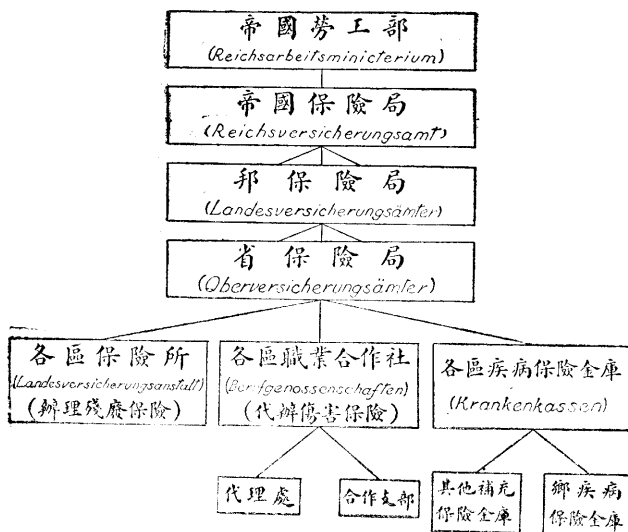 帝國勞工部
(Reichsarbeitsministerium)
帝國保險局
(Reichsversicherungsamt)
邦保險局
(Landesversicherungsämter)
省保險局
(Oberversicherungsämter)
各區保險所
(Landesversicherungsanstalt)
(辦理殘廢保險)
各區職業合作社
(Berufgenossenschaften)
(代辦傷害保險)
各區疾病保險金庫
(Krankenkassen)
代理處
合作支部
其他補充
保險金庫
鄉疾病
保險金庫